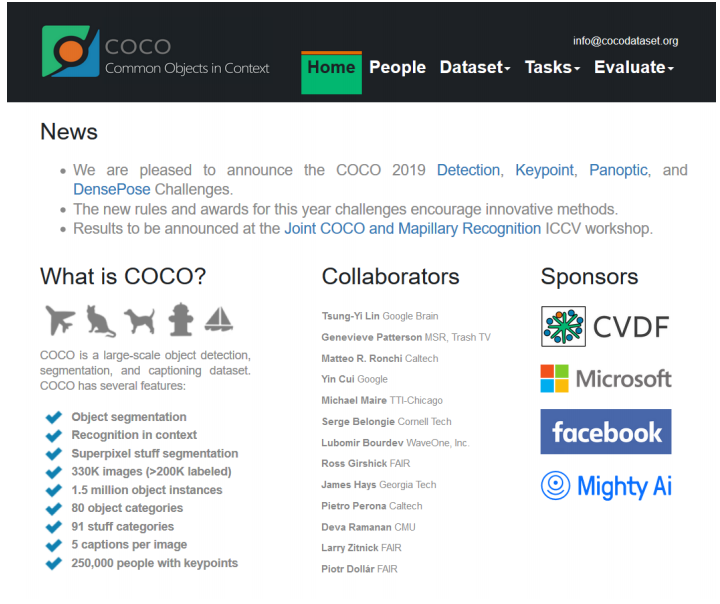 COCO
Common Objects in Context
info@cocodataset.org
Home People Dataset Tasks Evaluate
News
We are pleased to announce the COCO 2019 Detection, Keypoint, Panoptic, and
DensePose Challenges.
The new rules and awards for this year challenges encourage innovative methods.
Results to be announced at the Joint COCO and Mapillary Recognition ICCV workshop.
What is COCO?
COCO is a large-scale object detection,
segmentation, and captioning dataset.
COCO has several features:
Object segmentation
Recognition in context
Superpixel stuff segmentation
330K images (>200K labeled)
1.5 million object instances
80 object categories
91 stuff categories
5 captions per image
250,000 people with keypoints
Collaborators
Tsung-Yi Lin Google Brain
Genevieve Patterson MSR, Trash TV
Matteo R. Ronchi Caltech
Yin Cui Google
Michael Maire TTI-Chicago
Serge Belongie Cornell Tech
Lubomir Bourdev WaveOne, Inc.
Ross Girshick FAIR
James Hays Georgia Tech
Pietro Perona Caltech
Deva Ramanan CMU
Larry Zitnick FAIR
Piotr Dollár FAIR
Sponsors
CVDF
Microsoft
facebook
Mighty Ai